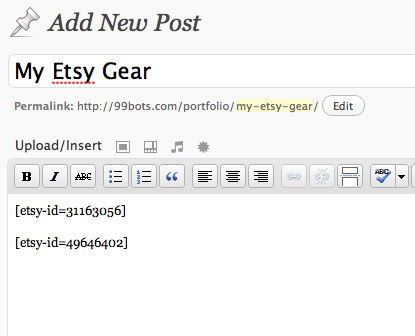 Add New Post
My Etsy Gear
Permalink: http://99bots.com/portfolio/my-etsy-gear/ Edit
Upload/Insert
B I ABC ABC
[etsy-id=31163056]
[etsy-id=49646402]